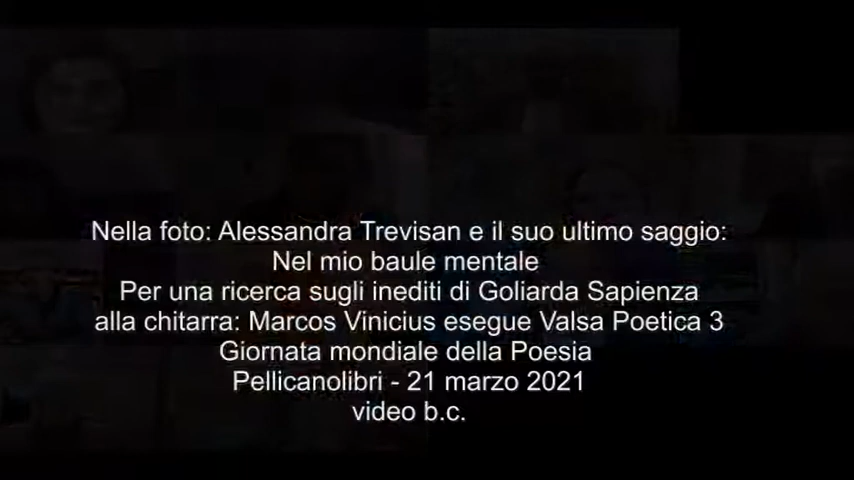 Nella foto: Alessandra Trevisan e il suo ultimo saggio:
Nel mio baule mentale
Per una ricerca sugli inediti di Goliarda Sapienza
alla chitarra: Marcos Vinicius esegue Valsa Poetica 3
Giornata mondiale della Poesia
Pellicanolibri - 21 marzo 2021
video b.c.